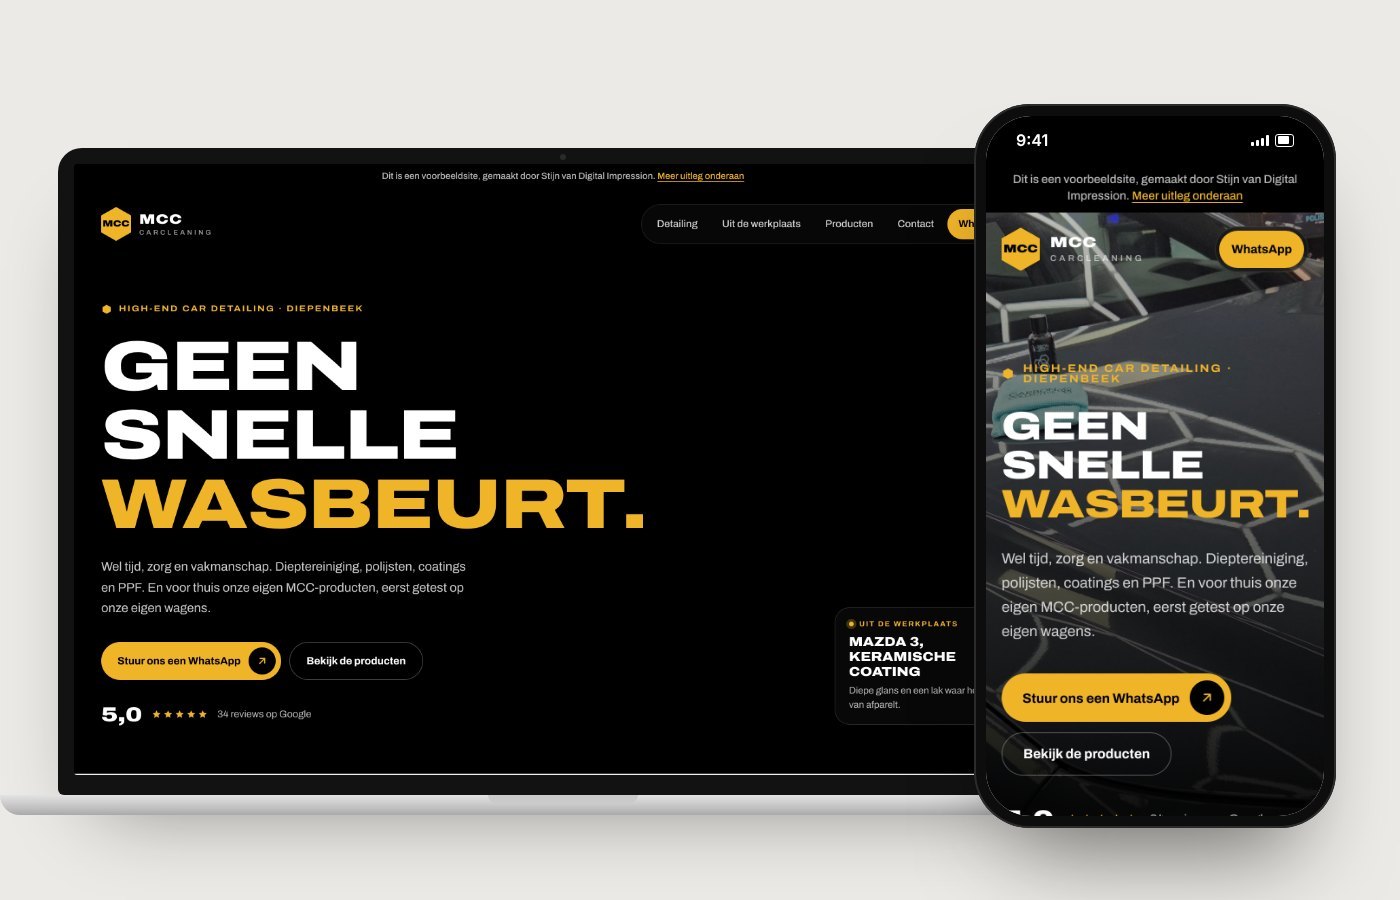 Dit is een voorbeeldsite, gemaakt door Stijn van Digital Impression. Meer uitleg onderaan
MCC
MCC
CARCLEANING
Detailing
Uit de werkplaats
Producten
Contact
HIGH-END CAR DETAILING · DIEPENBEEK
GEEN
SNELLE
WASBEURT.
Wel tijd, zorg en vakmanschap. Dieptereiniging, polijsten, coatings
en PPF. En voor thuis onze eigen MCC-producten, eerst getest op
onze eigen wagens.
Stuur ons een WhatsApp
Bekijk de producten
5,0
34 reviews op Google
UIT DE WERKPLAATS
MAZDA 3,
KERAMISCHE
COATING
Diepe glans en een lak waar
van afparelt.
9:41
Dit is een voorbeeldsite, gemaakt door Stijn van Digital
Impression. Meer uitleg onderaan
MCC
MCC
CARCLEANING
WhatsApp
HIGH-END CAR DETAILING ·
DIEPENBEEK
GEEN
SNELLE
WASBEURT.
Wel tijd, zorg en vakmanschap. Dieptereiniging,
polijsten, coatings en PPF. En voor thuis onze
eigen MCC-producten, eerst getest op onze
eigen wagens.
Stuur ons een WhatsApp
Bekijk de producten